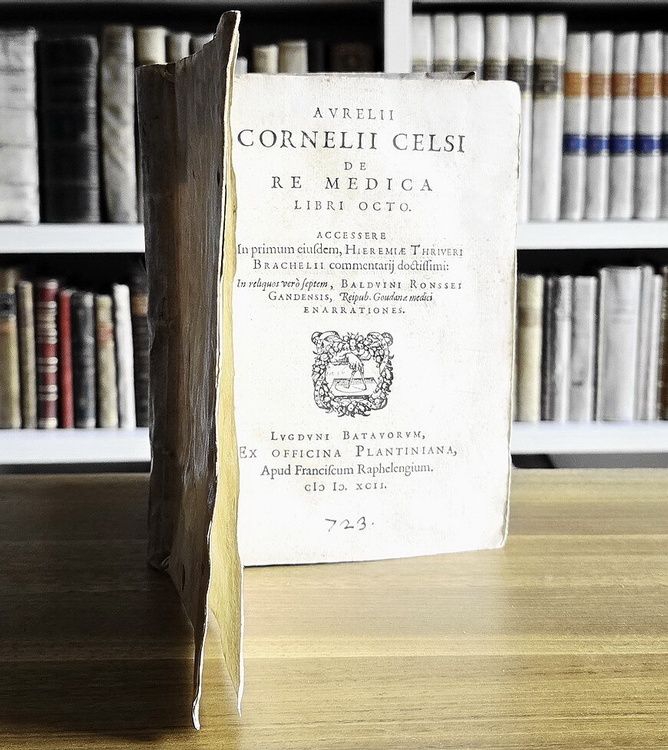 AVRELII
CORNELII CELSI
DE
RE MEDICA
LIBRI OCTO.
ACCESSERE
In primum eiuſdem, HIEREMIÆ THRIVERI
BRACHELII commentarij doctiſſimi:
In reliquos verò ſeptem, BALDVINI RONSSEI
GANDENSIS, Reipub. Goudanæ medici
ENARRATIONES.
LVGDVNI BATAVORVM,
EX OFFICINA PLANTINIANA,
Apud Franciſcum Raphelengium.
cIↄ Iↄ. XCII.
723.